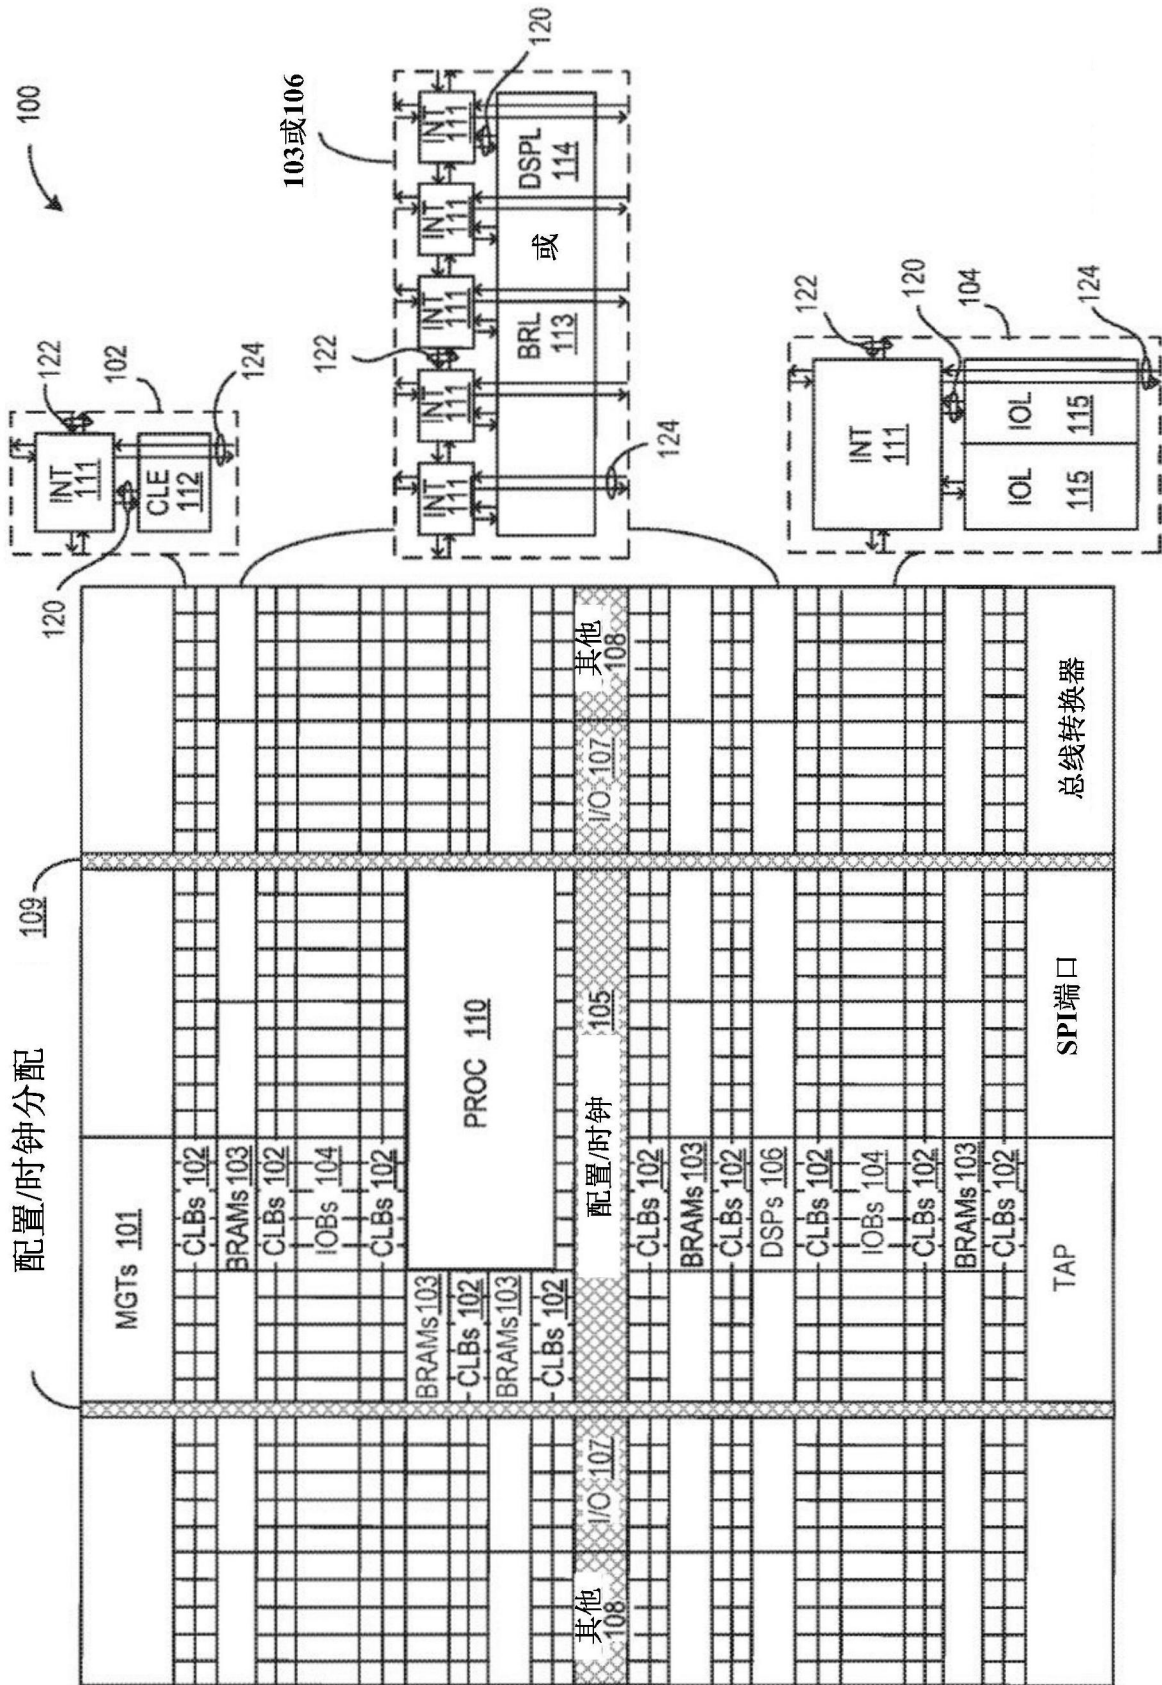 100
配置/时钟分配
109
MGTs 101
CLBs 102
BRAMs 103
CLBs 102
IOBs 104
CLBs 102
BRAMs 103
CLBs 102
BRAMs 103
CLBs 102
PROC 110
其他
108
I/O 107
配置/时钟
105
I/O 107
其他
108
CLBs 102
BRAMs 103
CLBs 102
DSPs 106
CLBs 102
IOBs 104
CLBs 102
BRAMs 103
CLBs 102
TAP
SPI端口
总线转换器
120
INT
111
CLE
112
122
102
124
103或106
INT
111
INT
111
INT
111
INT
111
INT
111
122
120
BRL
113
或
DSPL
114
124
INT
111
IOL
115
IOL
115
122
120
104
124